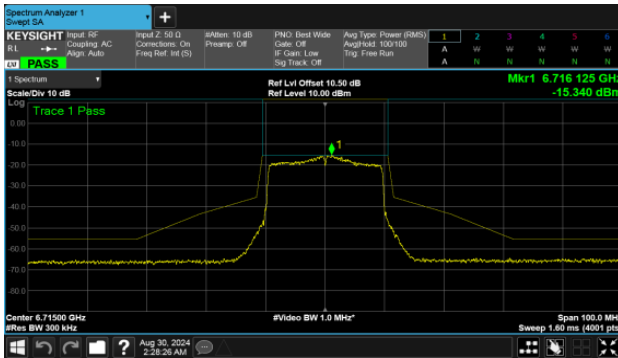 Spectrum Analyzer 1
Swept SA
+
KEYSIGHT
RL
LW PASS
Input: RF
Coupling: AC
Align: Auto
Input Z: 50 Ω
Corrections: On
Freq Ref: Int (S)
#Atten: 10 dB
Preamp: Off
PNO: Best Wide
Gate: Off
IF Gain: Low
Sig Track: Off
Avg Type: Power (RMS)
Avg|Hold: 100/100
Trig: Free Run
1 2 3 4 5 6
A W W W W W
A N N N N N
1 Spectrum
Scale/Div 10 dB
Ref Lvl Offset 10.50 dB
Ref Level 10.00 dBm
Mkr1 6.716 125 GHz
-15.340 dBm
Log
Trace 1 Pass
0.00
-10.0
1
-20.0
-30.0
-40.0
-50.0
-60.0
-70.0
-80.0
Center 6.71500 GHz
#Video BW 1.0 MHz*
Span 100.0 MHz
#Res BW 300 kHz
Sweep 1.60 ms (4001 pts)
?
Aug 30, 2024
2:28:26 AM